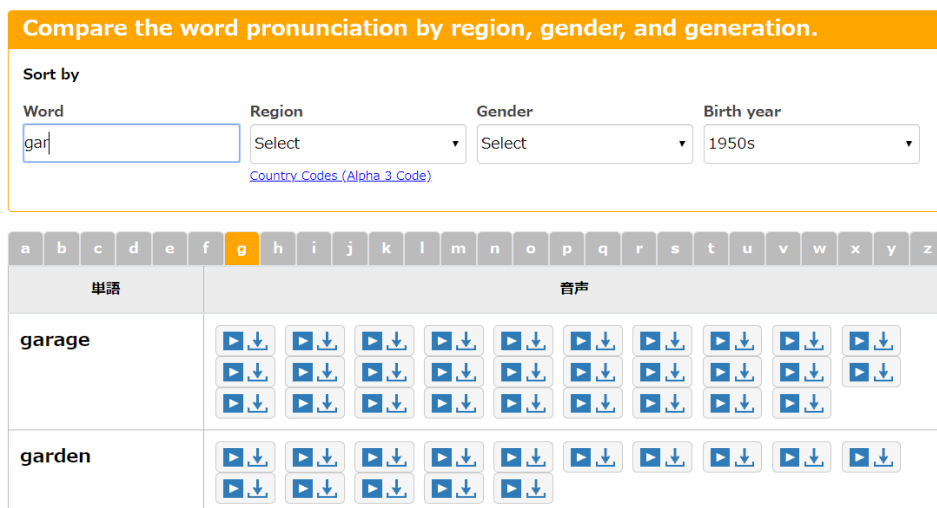 Compare the word pronunciation by region, gender, and generation.
Sort by
Word Region Gender Birth year
gar Select Select 1950s
Country Codes (Alpha 3 Code)
a b c d e f g h i j k l m n o p q r s t u v w x y z
単語 音声
garage
garden